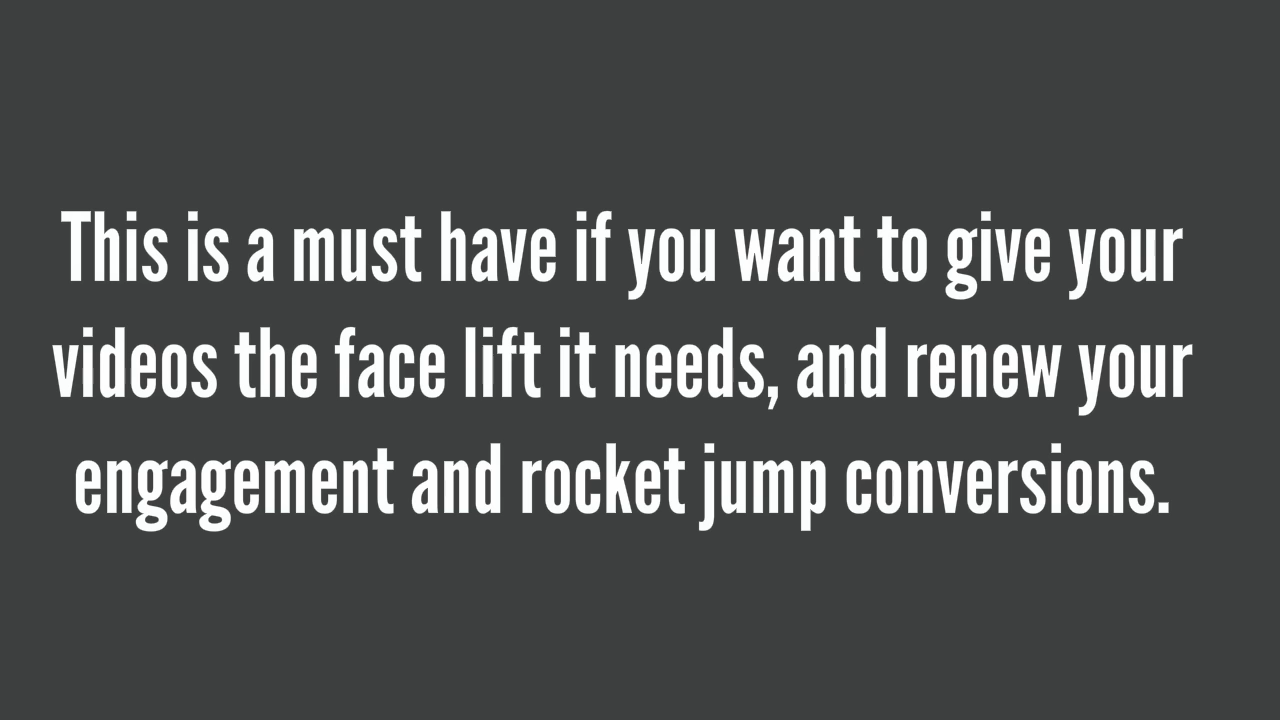 This is a must have if you want to give your
videos the face lift it needs, and renew your
engagement and rocket jump conversions.